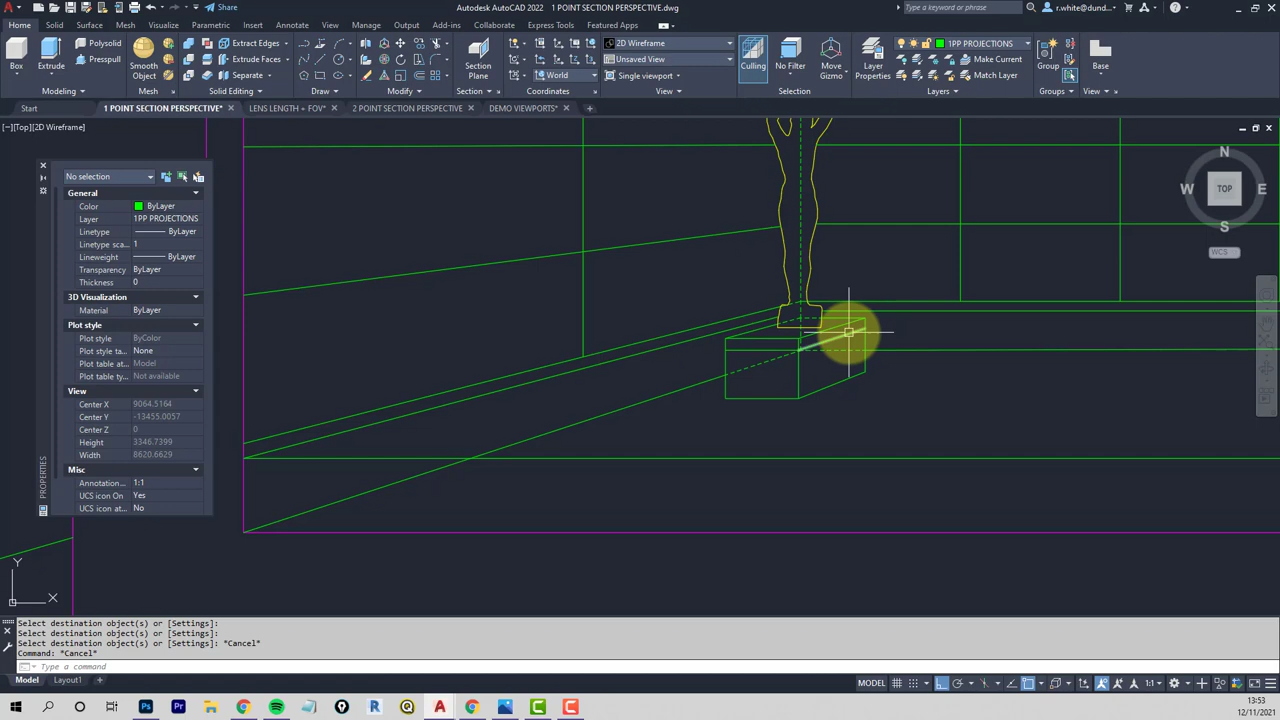 Share
Autodesk AutoCAD 2022 1 POINT SECTION PERSPECTIVE.dwg
Type a keyword or phrase
r.white@dund...
Home Solid Surface Mesh Visualize Parametric Insert Annotate View Manage Output Add-ins Collaborate Express Tools Featured Apps
Polysolid
Presspull
Extract Edges
Extrude Faces
Separate
World
2D Wireframe
Unsaved View
Single viewport
1PP PROJECTIONS
Make Current
Match Layer
Box
Extrude
Smooth Object
Section Plane
Culling
No Filter
Move Gizmo
Layer Properties
Group
Base
Modeling
Mesh
Solid Editing
Draw
Modify
Section
Coordinates
View
Selection
Layers
Groups
View
Start
1 POINT SECTION PERSPECTIVE*
LENS LENGTH + FOV*
2 POINT SECTION PERSPECTIVE
DEMO VIEWPORTS*
[−][Top][2D Wireframe]
No selection
General
Color ByLayer
Layer 1PP PROJECTIONS
Linetype ByLayer
Linetype sca... 1
Lineweight ByLayer
Transparency ByLayer
Thickness 0
3D Visualization
Material ByLayer
Plot style
Plot style ByColor
Plot style ta... None
Plot table at... Model
Plot table ty... Not available
View
Center X 9064.5164
Center Y -13455.0057
Center Z 0
Height 3346.7399
Width 8620.6629
Misc
Annotation... 1:1
UCS icon On Yes
UCS icon at... No
PROPERTIES
N
W TOP E
S
WCS
Y
X
Select destination object(s) or [Settings]:
Select destination object(s) or [Settings]:
Select destination object(s) or [Settings]: *Cancel*
Command: *Cancel*
Type a command
Model Layout1
MODEL
1:1
13:53
12/11/2021